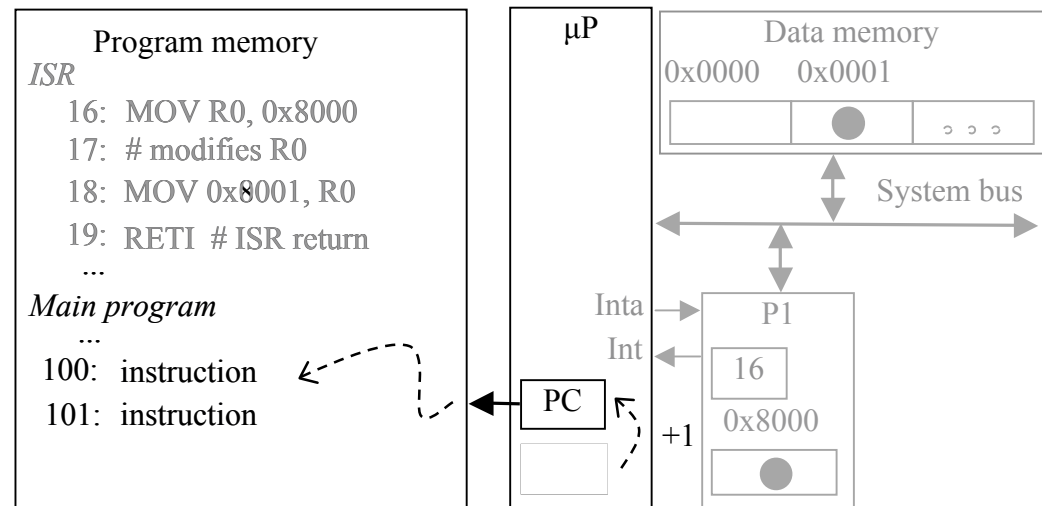 Program memory
ISR
16: MOV R0, 0x8000
17: # modifies R0
18: MOV 0x8001, R0
19: RETI # ISR return
...
Main program
...
100: instruction
101: instruction
μP
PC
+1
Data memory
0x0000 0x0001
System bus
Inta
Int
P1
16
0x8000